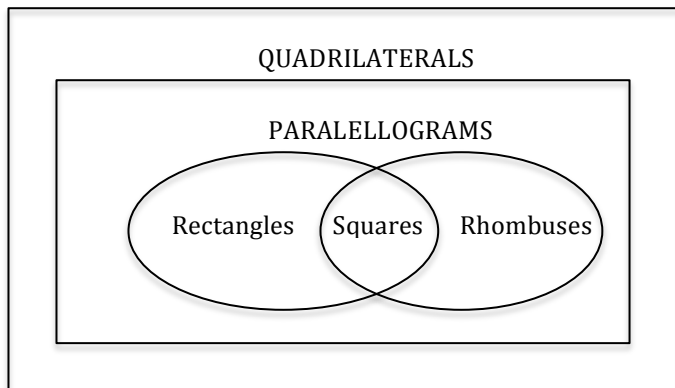 QUADRILATERALS
PARALELLOGRAMS
Rectangles Squares Rhombuses